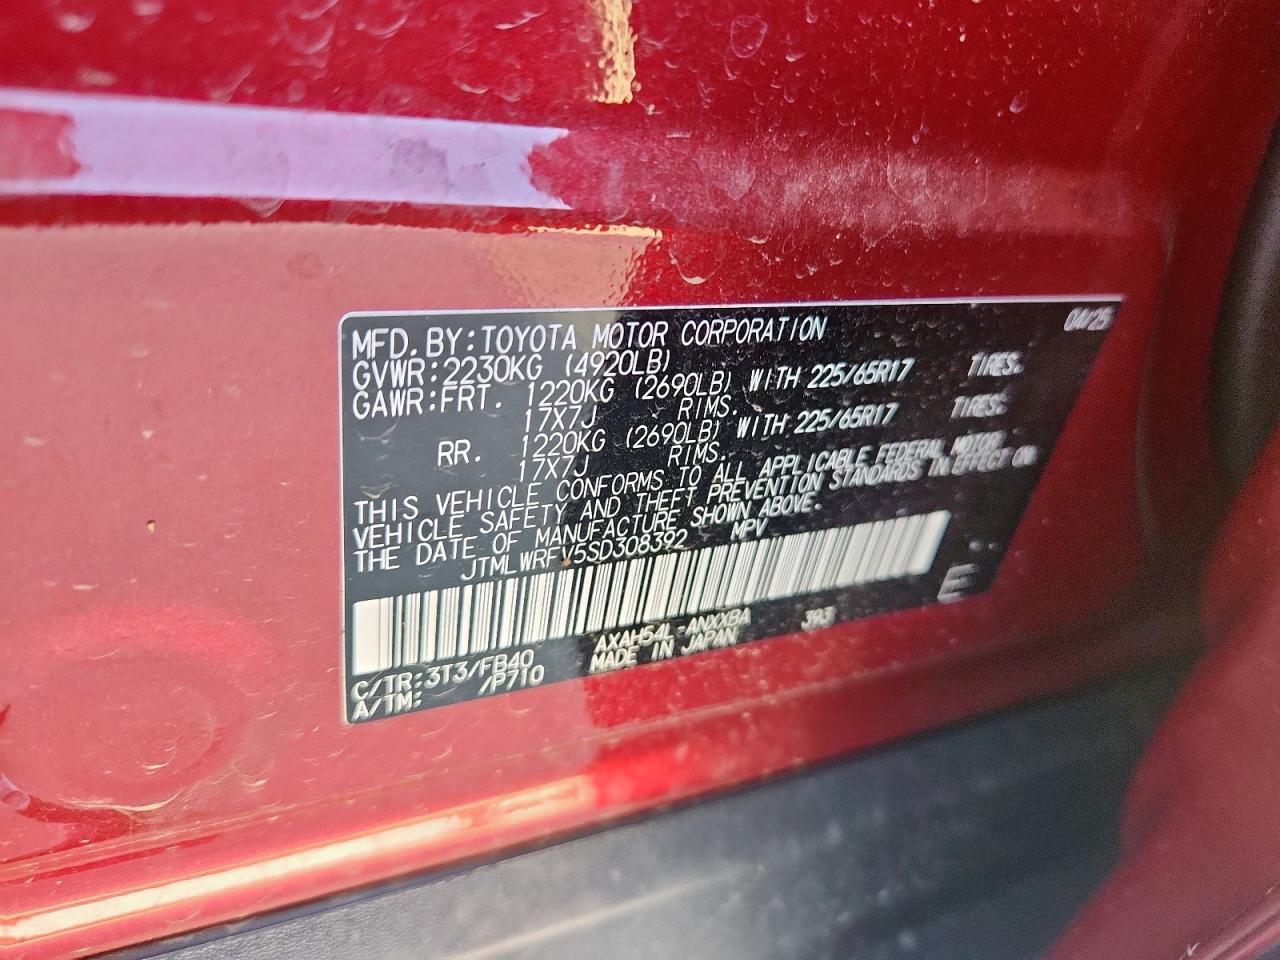 MFD. BY: TOYOTA MOTOR CORPORATION 04/25
GVWR: 2230KG (4920LB)
GAWR: FRT. 1220KG (2690LB) WITH 225/65R17 TIRES.
17X7J RIMS.
RR. 1220KG (2690LB) WITH 225/65R17 TIRES.
17X7J RIMS.
THIS VEHICLE CONFORMS TO ALL APPLICABLE FEDERAL MOTOR
VEHICLE SAFETY AND THEFT PREVENTION STANDARDS IN EFFECT ON
THE DATE OF MANUFACTURE SHOWN ABOVE.
JTMLWRFV5SD308392 MPV
E
C/TR: 3T3/FB40 AXAH54L-ANXXBA 3A3
A/TM: /P710 MADE IN JAPAN